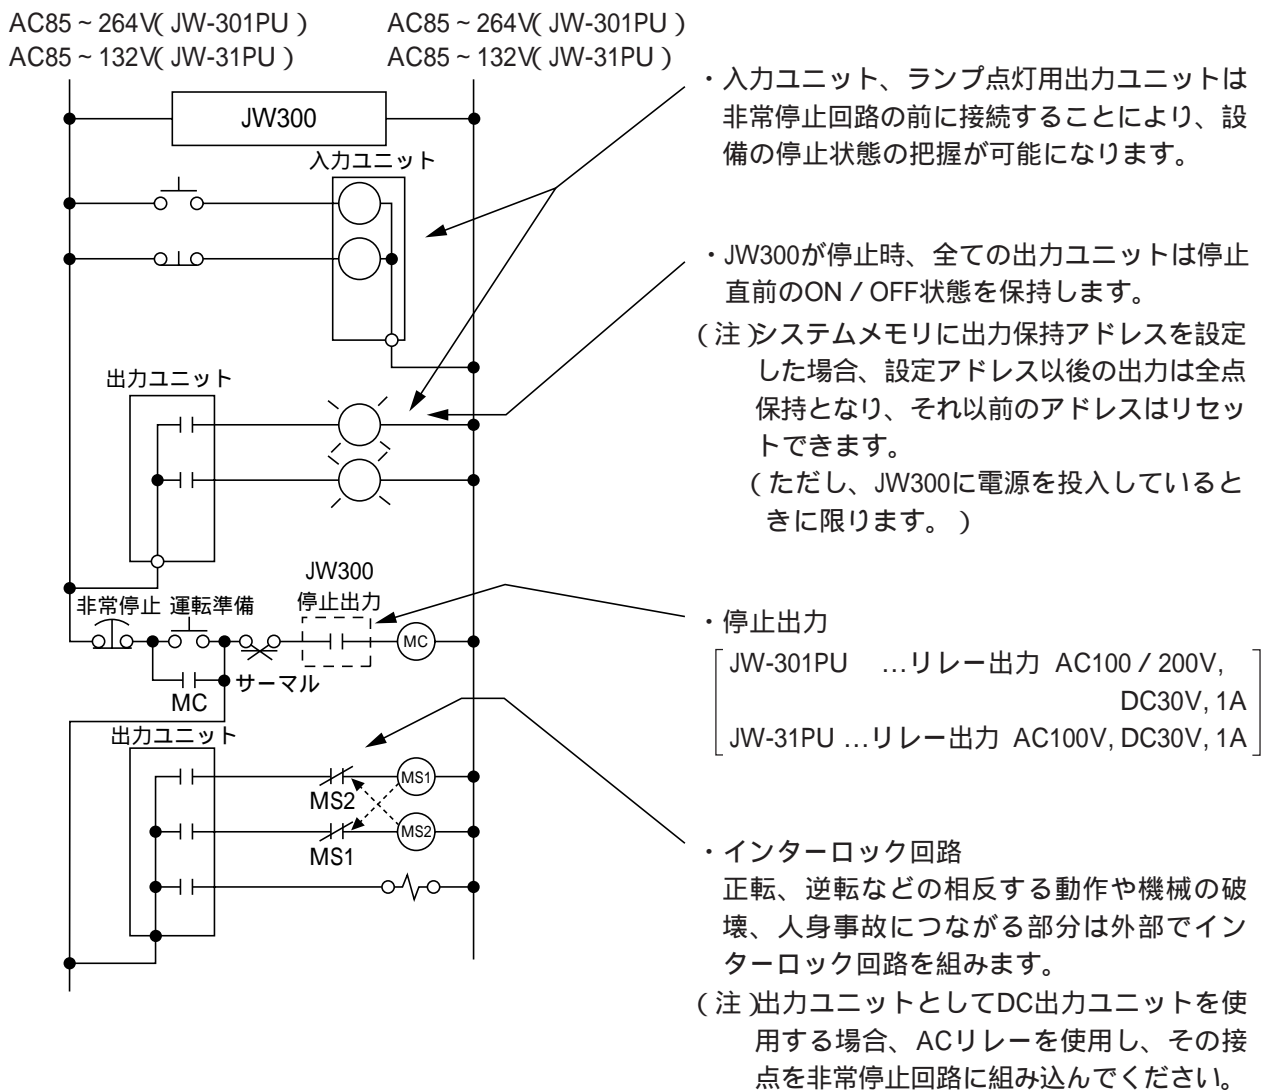 AC85～264V( JW-301PU )
AC85～132V( JW-31PU )
AC85～264V( JW-301PU )
AC85～132V( JW-31PU )
JW300
入力ユニット
出力ユニット
JW300
停止出力
非常停止 運転準備
MC
サーマル
MC
出力ユニット
MS1
MS2
MS2
MS1
・入力ユニット、ランプ点灯用出力ユニットは
非常停止回路の前に接続することにより、設
備の停止状態の把握が可能になります。
・JW300が停止時、全ての出力ユニットは停止
直前のON／OFF状態を保持します。
(注)システムメモリに出力保持アドレスを設定
した場合、設定アドレス以後の出力は全点
保持となり、それ以前のアドレスはリセッ
トできます。
(ただし、JW300に電源を投入していると
きに限ります。)
・停止出力
JW-301PU …リレー出力 AC100／200V,
DC30V, 1A
JW-31PU …リレー出力 AC100V, DC30V, 1A
・インターロック回路
正転、逆転などの相反する動作や機械の破
壊、人身事故につながる部分は外部でイン
ターロック回路を組みます。
(注)出力ユニットとしてDC出力ユニットを使
用する場合、ACリレーを使用し、その接
点を非常停止回路に組み込んでください。